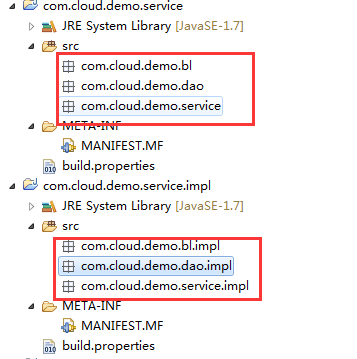 com.cloud.demo.service
JRE System Library [JavaSE-1.7]
src
com.cloud.demo.bl
com.cloud.demo.dao
com.cloud.demo.service
META-INF
MANIFEST.MF
build.properties
com.cloud.demo.service.impl
JRE System Library [JavaSE-1.7]
src
com.cloud.demo.bl.impl
com.cloud.demo.dao.impl
com.cloud.demo.service.impl
META-INF
MANIFEST.MF
build.properties